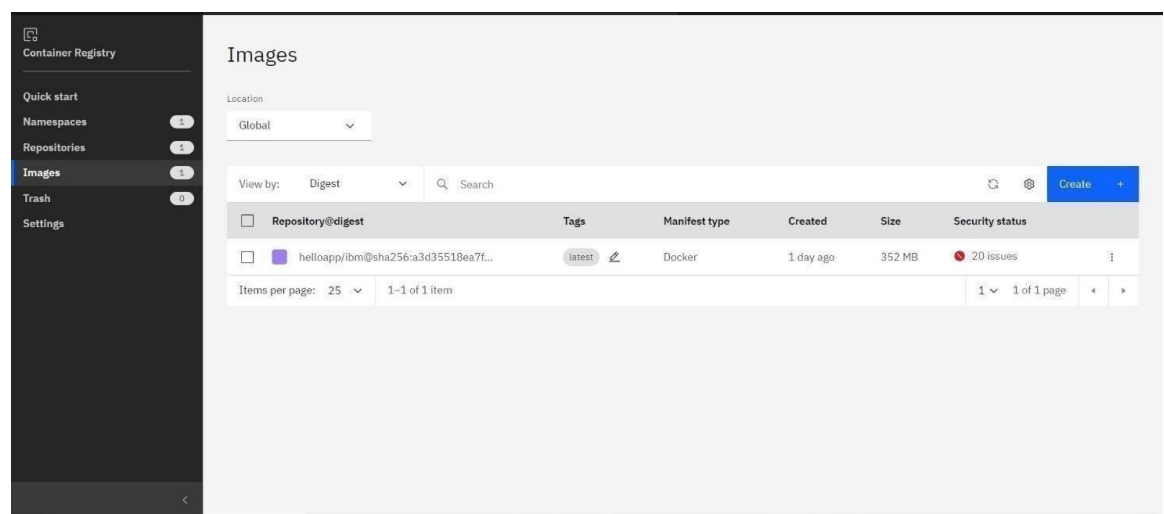 Container Registry
Quick start
Namespaces 1
Repositories 1
Images 1
Trash 0
Settings
Images
Location
Global
View by: Digest Search Create +
Repository@digest Tags Manifest type Created Size Security status
helloapp/ibm@sha256:a3d35518ea7f... latest Docker 1 day ago 352 MB 20 issues
Items per page: 25 1–1 of 1 item 1 1 of 1 page